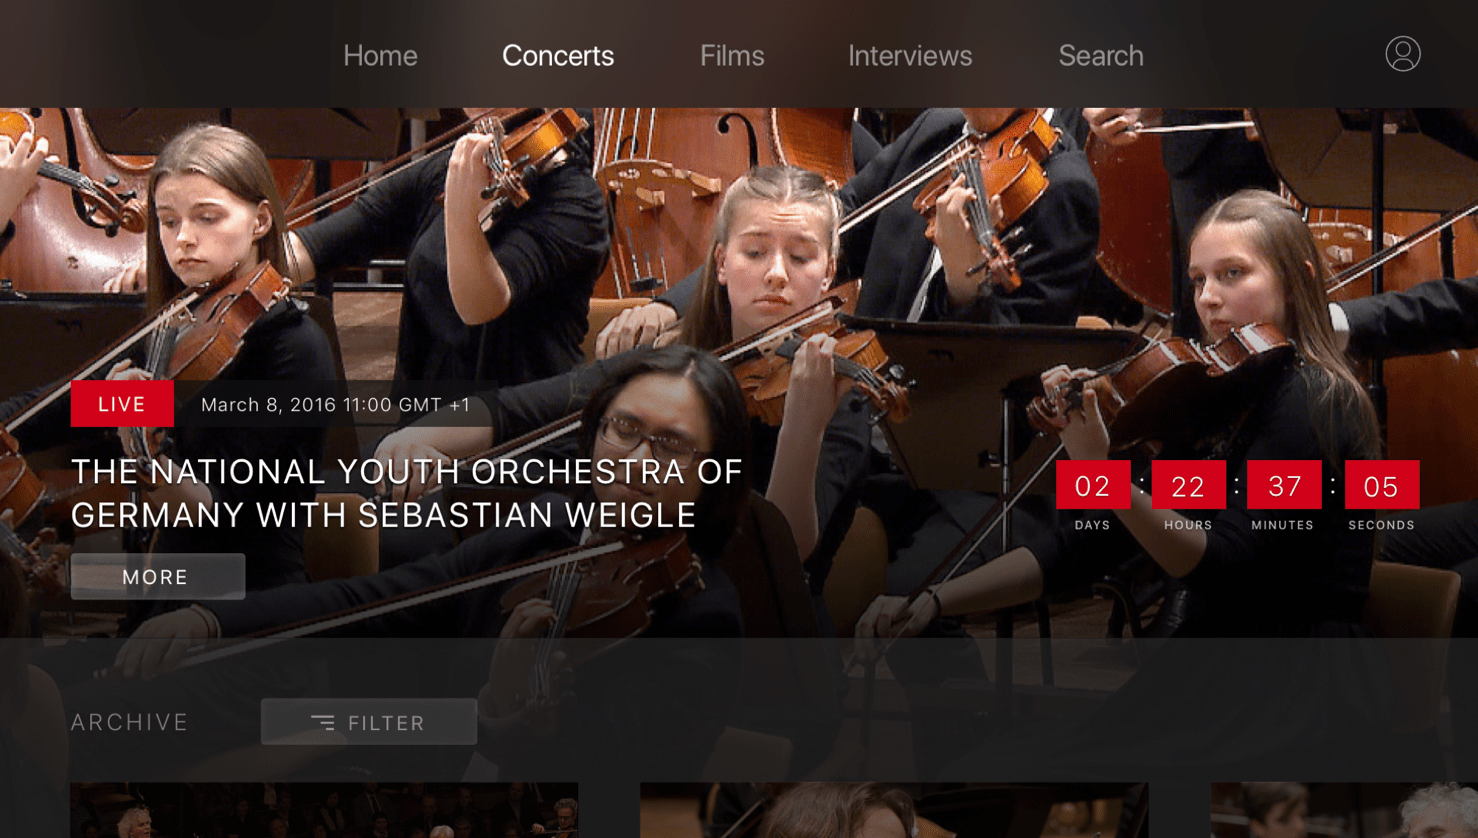 Home
Concerts
Films
Interviews
Search
LIVE
March 8, 2016 11:00 GMT +1
THE NATIONAL YOUTH ORCHESTRA OF
GERMANY WITH SEBASTIAN WEIGLE
MORE
02 : 22 : 37 : 05
DAYS HOURS MINUTES SECONDS
ARCHIVE
FILTER